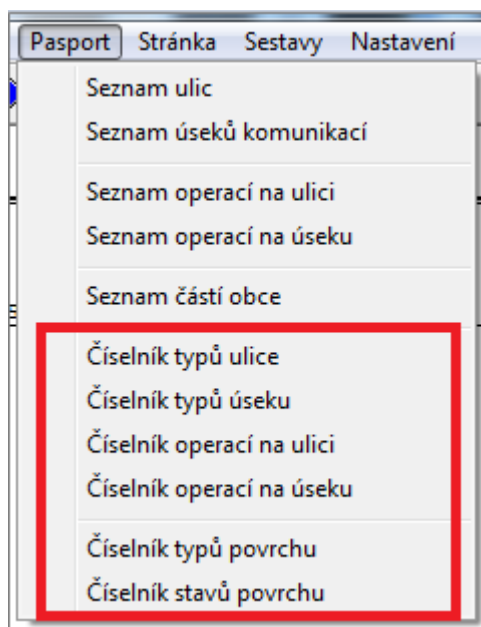 Pasport Stránka Sestavy Nastavení
Seznam ulic
Seznam úseků komunikací
Seznam operací na ulici
Seznam operací na úseku
Seznam částí obce
Číselník typů ulice
Číselník typů úseku
Číselník operací na ulici
Číselník operací na úseku
Číselník typů povrchu
Číselník stavů povrchu